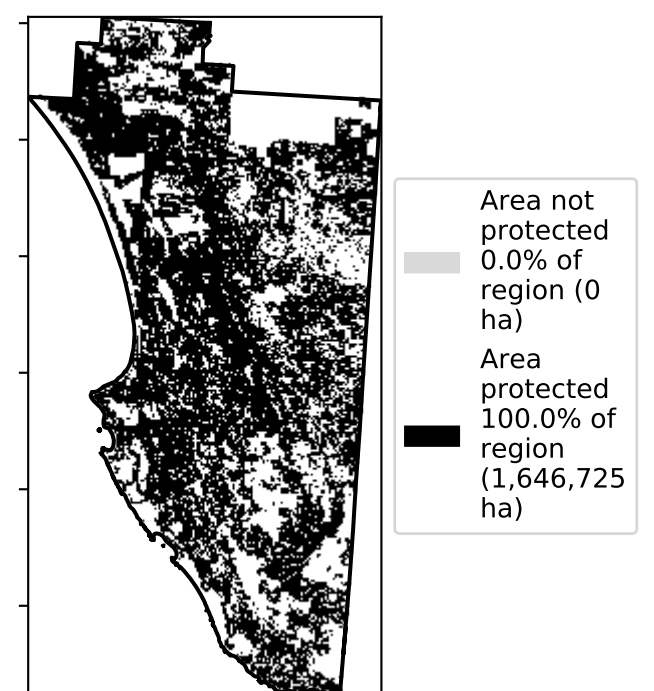 Area not
protected
0.0% of
region (0
ha)
Area
protected
100.0% of
region
(1,646,725
ha)